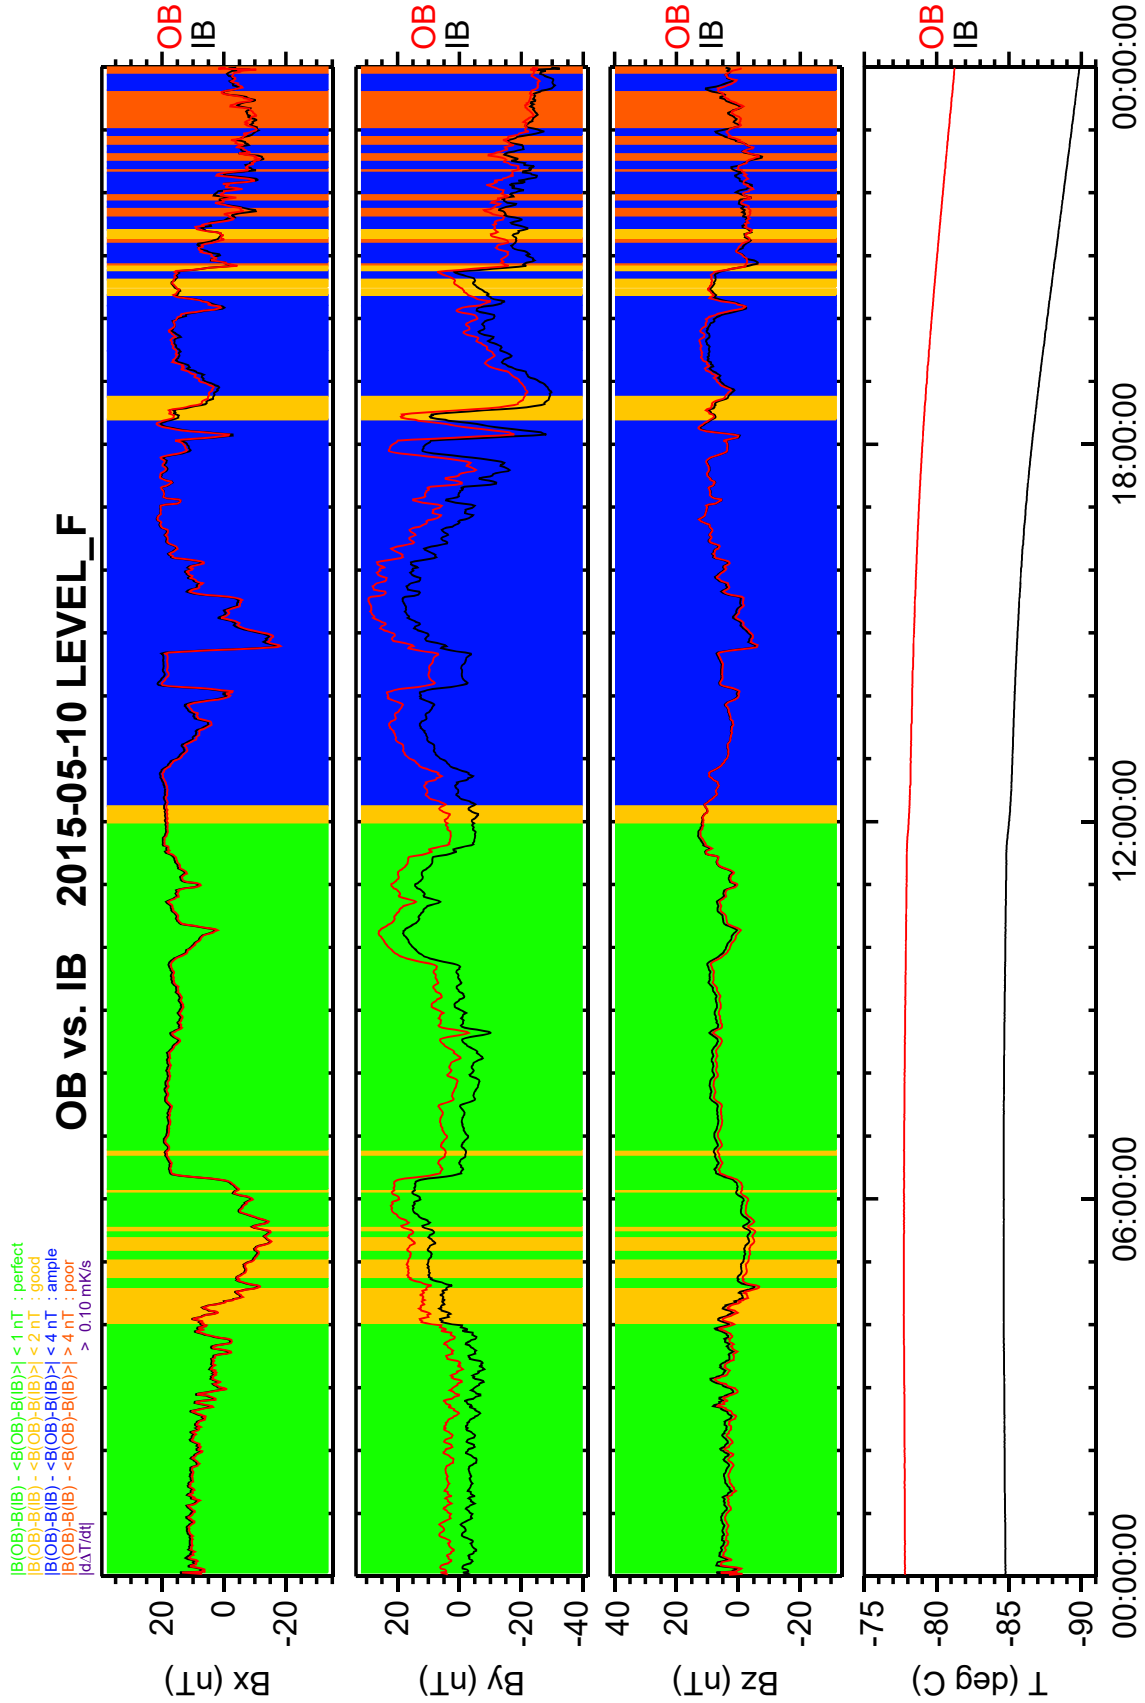 OB vs. IB 2015-05-10 LEVEL_F
|B(OB)-B(IB) - <B(OB)-B(IB)>| < 1 nT : perfect
|B(OB)-B(IB) - <B(OB)-B(IB)>| < 2 nT : good
|B(OB)-B(IB) - <B(OB)-B(IB)>| < 4 nT : ample
|B(OB)-B(IB) - <B(OB)-B(IB)>| > 4 nT : poor
|dΔT/dt| > 0.10 mK/s
Bx (nT)
20
0
-20
OB
IB
By (nT)
20
0
-20
-40
OB
IB
Bz (nT)
40
20
0
-20
OB
IB
T (deg C)
-75
-80
-85
-90
OB
IB
00:00:00
06:00:00
12:00:00
18:00:00
00:00:00